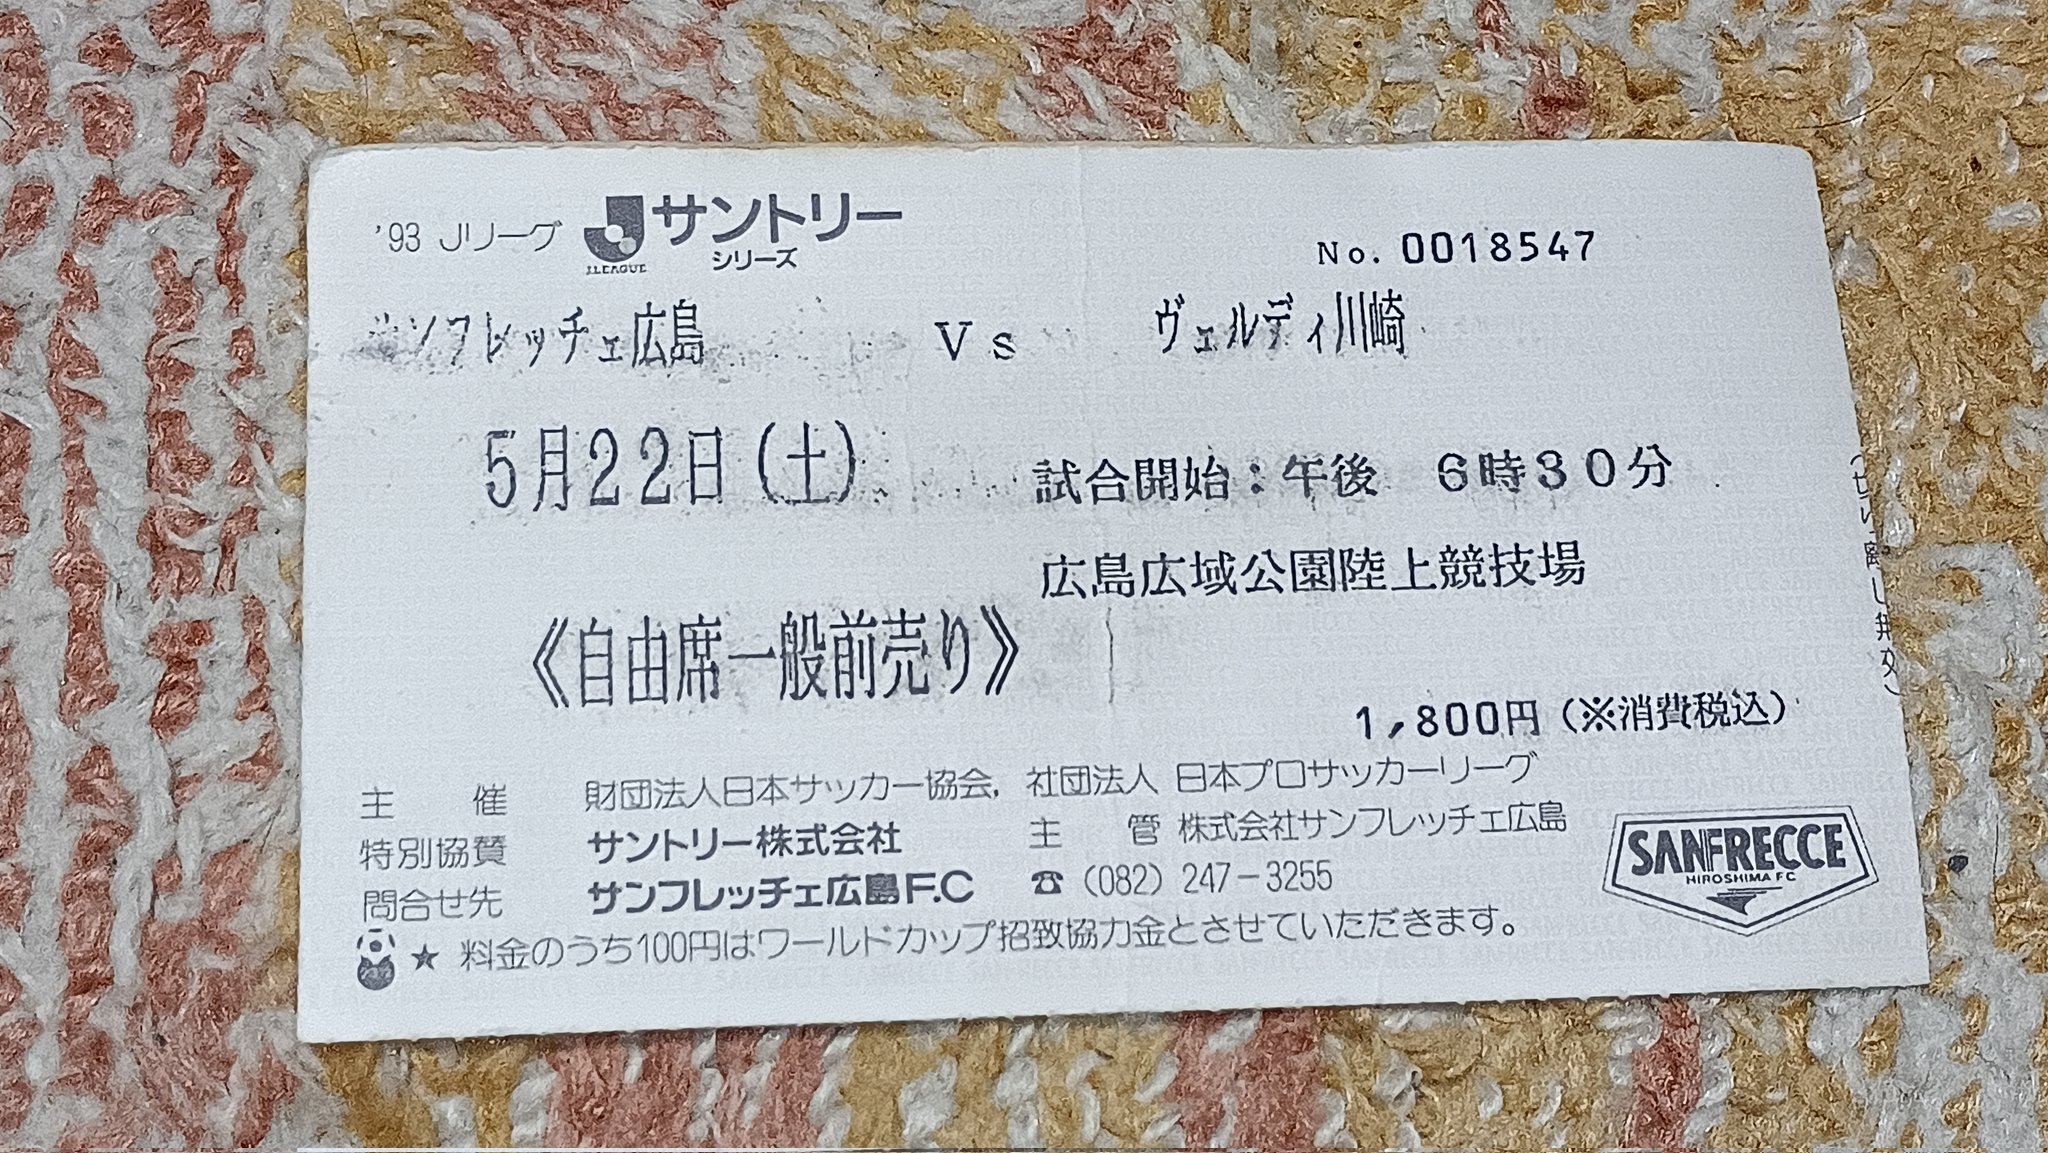 '93 Jリーグ J.LEAGUE サントリー
シリーズ
No. 0018547
サンフレッチェ広島 Vs ヴェルディ川崎
5月22日(土) 試合開始:午後 6時30分
広島広域公園陸上競技場
《自由席一般前売り》
1,800円(※消費税込)
主 催 財団法人日本サッカー協会, 社団法人 日本プロサッカーリーグ
特別協賛 サントリー株式会社 主 管 株式会社サンフレッチェ広島
問合せ先 サンフレッチェ広島F.C ☎(082) 247-3255
★ 料金のうち100円はワールドカップ招致協力金とさせていただきます。
SANFRECCE
HIROSHIMA F C